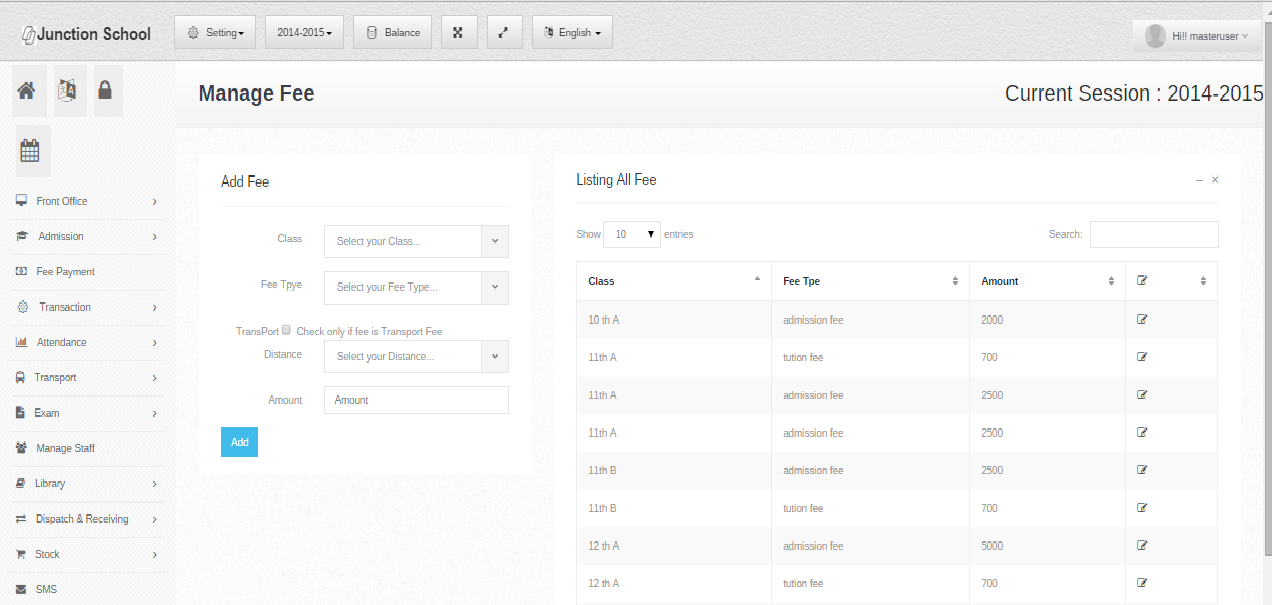 Junction School
Setting
2014-2015
Balance
English
Hi!! masteruser
Manage Fee
Current Session : 2014-2015
Front Office
Admission
Fee Payment
Transaction
Attendance
Transport
Exam
Manage Staff
Library
Dispatch & Receiving
Stock
SMS
Add Fee
Class
Select your Class...
Fee Tpye
Select your Fee Type...
TransPort Check only if fee is Transport Fee
Distance
Select your Distance...
Amount
Amount
Add
Listing All Fee
Show 10 entries
Search:
Class Fee Tpe Amount
10 th A admission fee 2000
11th A tution fee 700
11th A admission fee 2500
11th A admission fee 2500
11th B admission fee 2500
11th B tution fee 700
12 th A admission fee 5000
12 th A tution fee 700